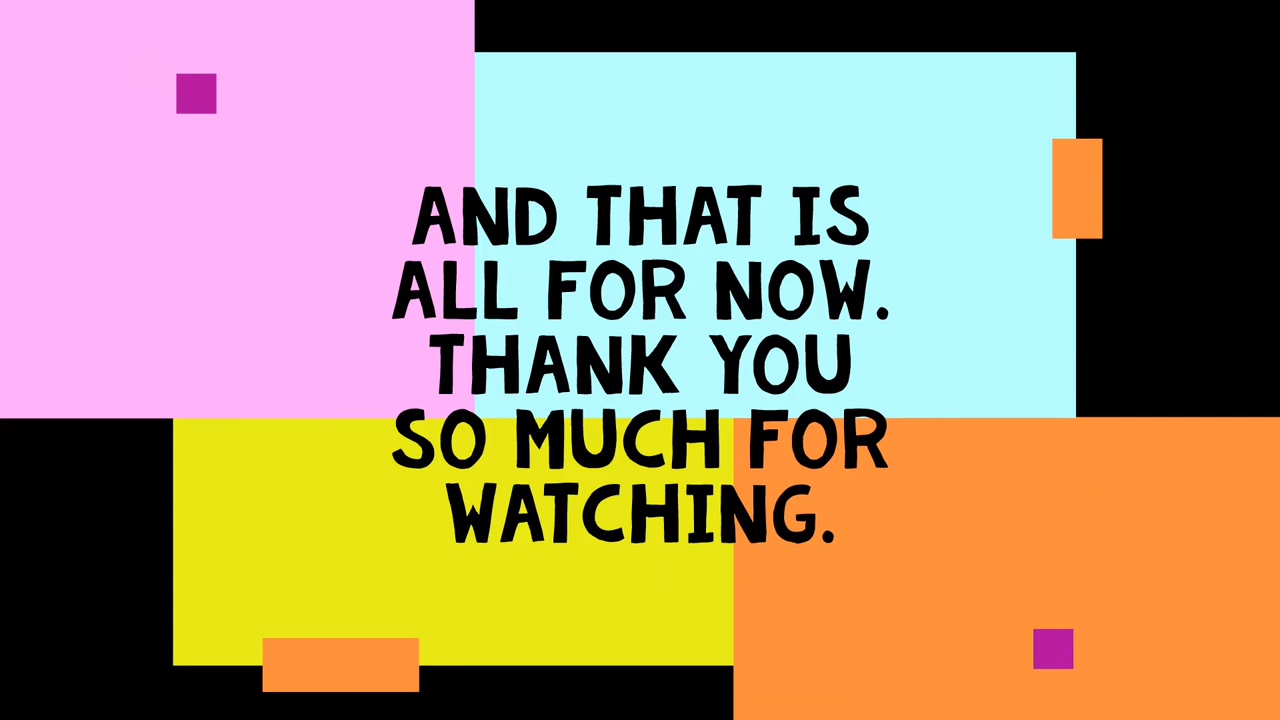 AND THAT IS
ALL FOR NOW.
THANK YOU
SO MUCH FOR
WATCHING.